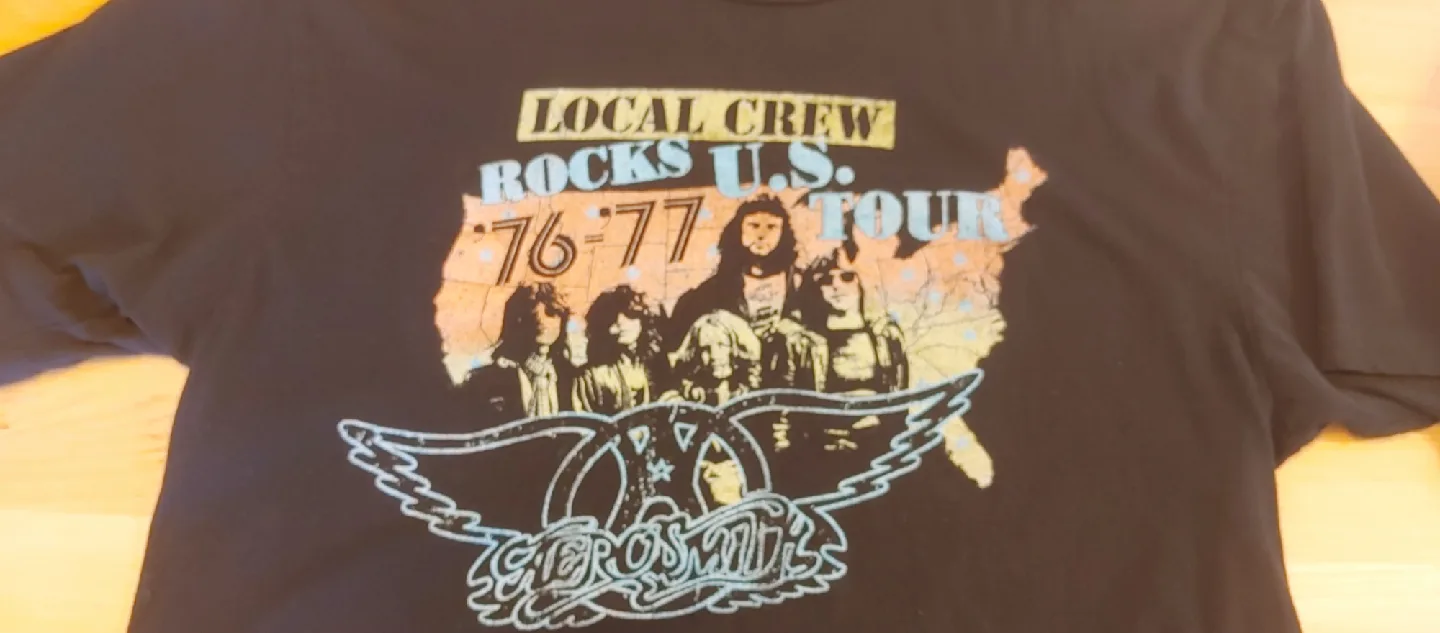 LOCAL CREW
ROCKS U.S.
TOUR
'76-'77
AEROSMITH